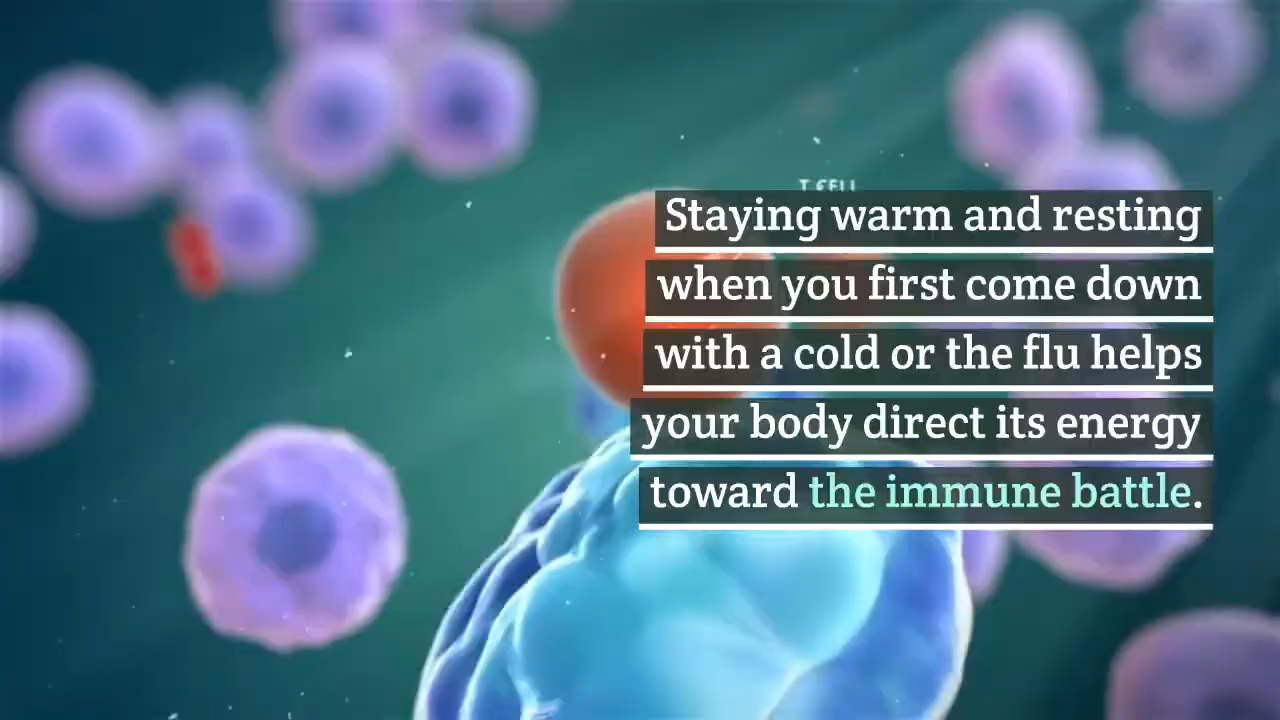 T CELL
Staying warm and resting
when you first come down
with a cold or the flu helps
your body direct its energy
toward the immune battle.